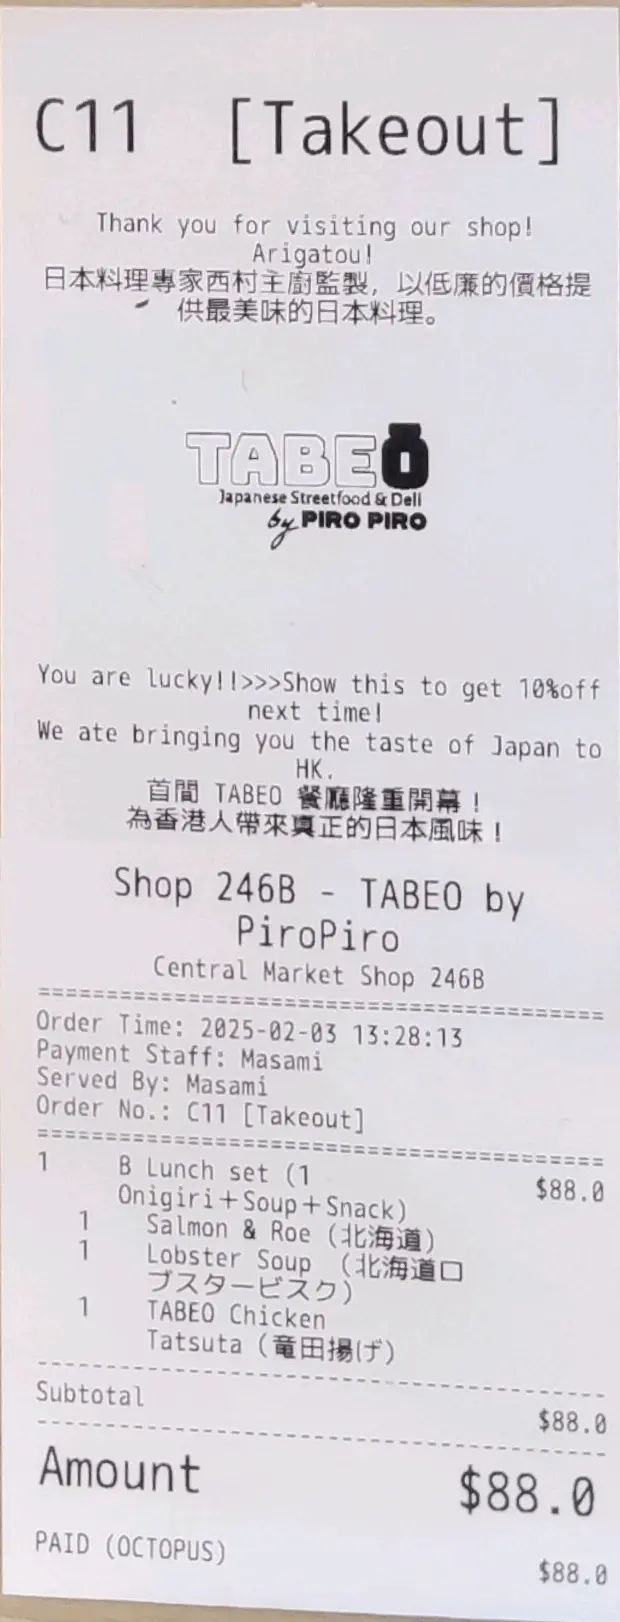 C11 [Takeout]
Thank you for visiting our shop!
Arigatou!
日本料理專家西村主廚監製，以低廉的價格提
供最美味的日本料理。
TABEO
Japanese Streetfood & Deli
by PIRO PIRO
You are lucky!!>>>Show this to get 10%off
next time!
We ate bringing you the taste of Japan to
HK.
首間 TABEO 餐廳隆重開幕！
為香港人帶來真正的日本風味！
Shop 246B - TABEO by
PiroPiro
Central Market Shop 246B
==========================================
Order Time: 2025-02-03 13:28:13
Payment Staff: Masami
Served By: Masami
Order No.: C11 [Takeout]
==========================================
1 B Lunch set (1 $88.0
Onigiri＋Soup＋Snack)
1 Salmon & Roe (北海道)
1 Lobster Soup （北海道ロ
ブスタービスク)
1 TABEO Chicken
Tatsuta (竜田揚げ)
------------------------------------------
Subtotal $88.0
------------------------------------------
Amount $88.0
PAID (OCTOPUS) $88.0